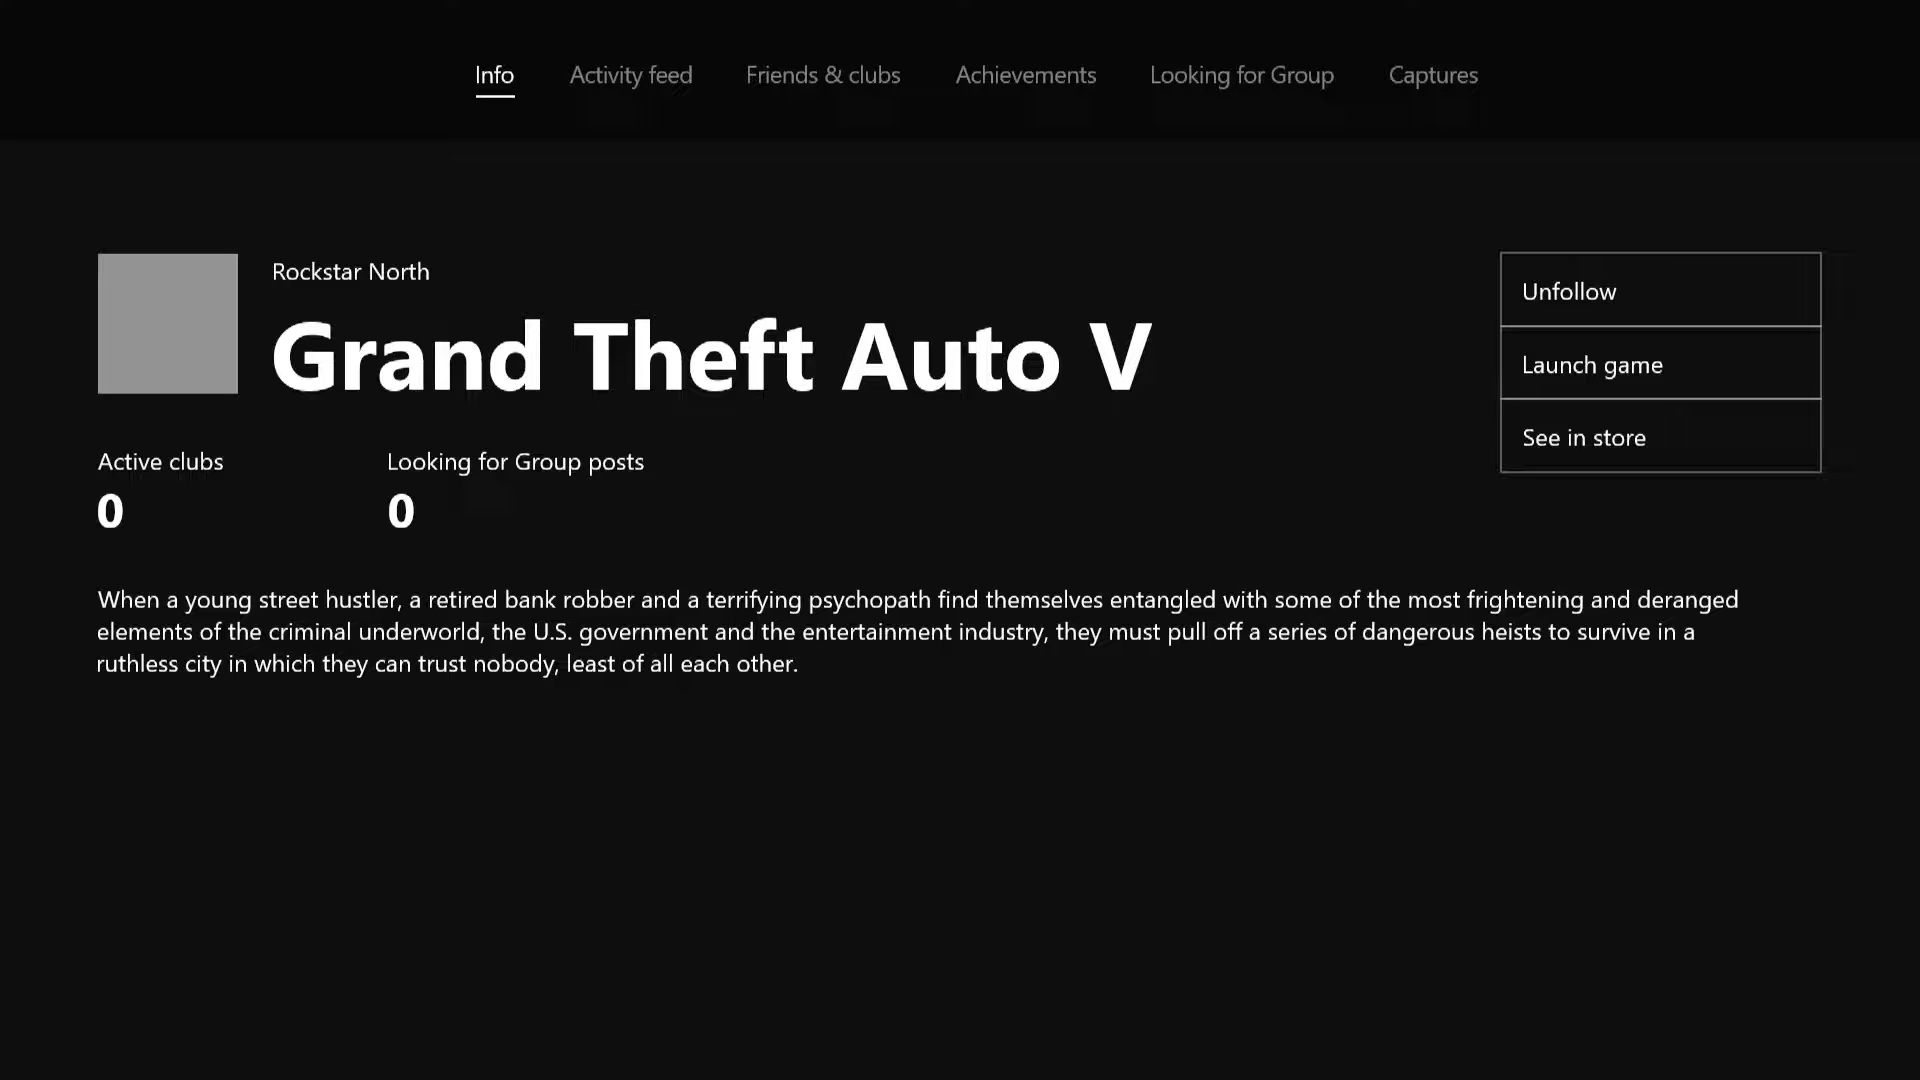 Info
Activity feed
Friends & clubs
Achievements
Looking for Group
Captures
Rockstar North
Grand Theft Auto V
Unfollow
Launch game
See in store
Active clubs
0
Looking for Group posts
0
When a young street hustler, a retired bank robber and a terrifying psychopath find themselves entangled with some of the most frightening and deranged
elements of the criminal underworld, the U.S. government and the entertainment industry, they must pull off a series of dangerous heists to survive in a
ruthless city in which they can trust nobody, least of all each other.